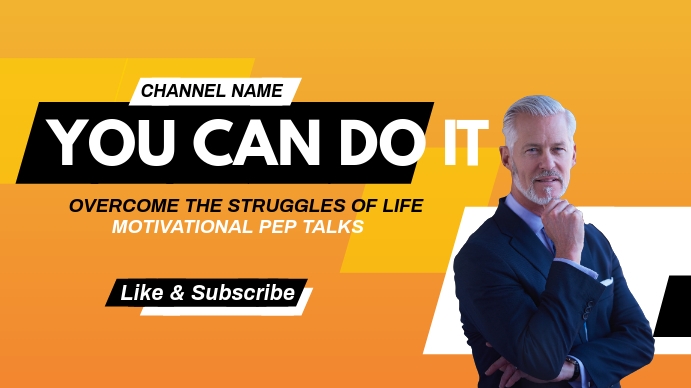 CHANNEL NAME
YOU CAN DO IT
OVERCOME THE STRUGGLES OF LIFE
MOTIVATIONAL PEP TALKS
Like & Subscribe